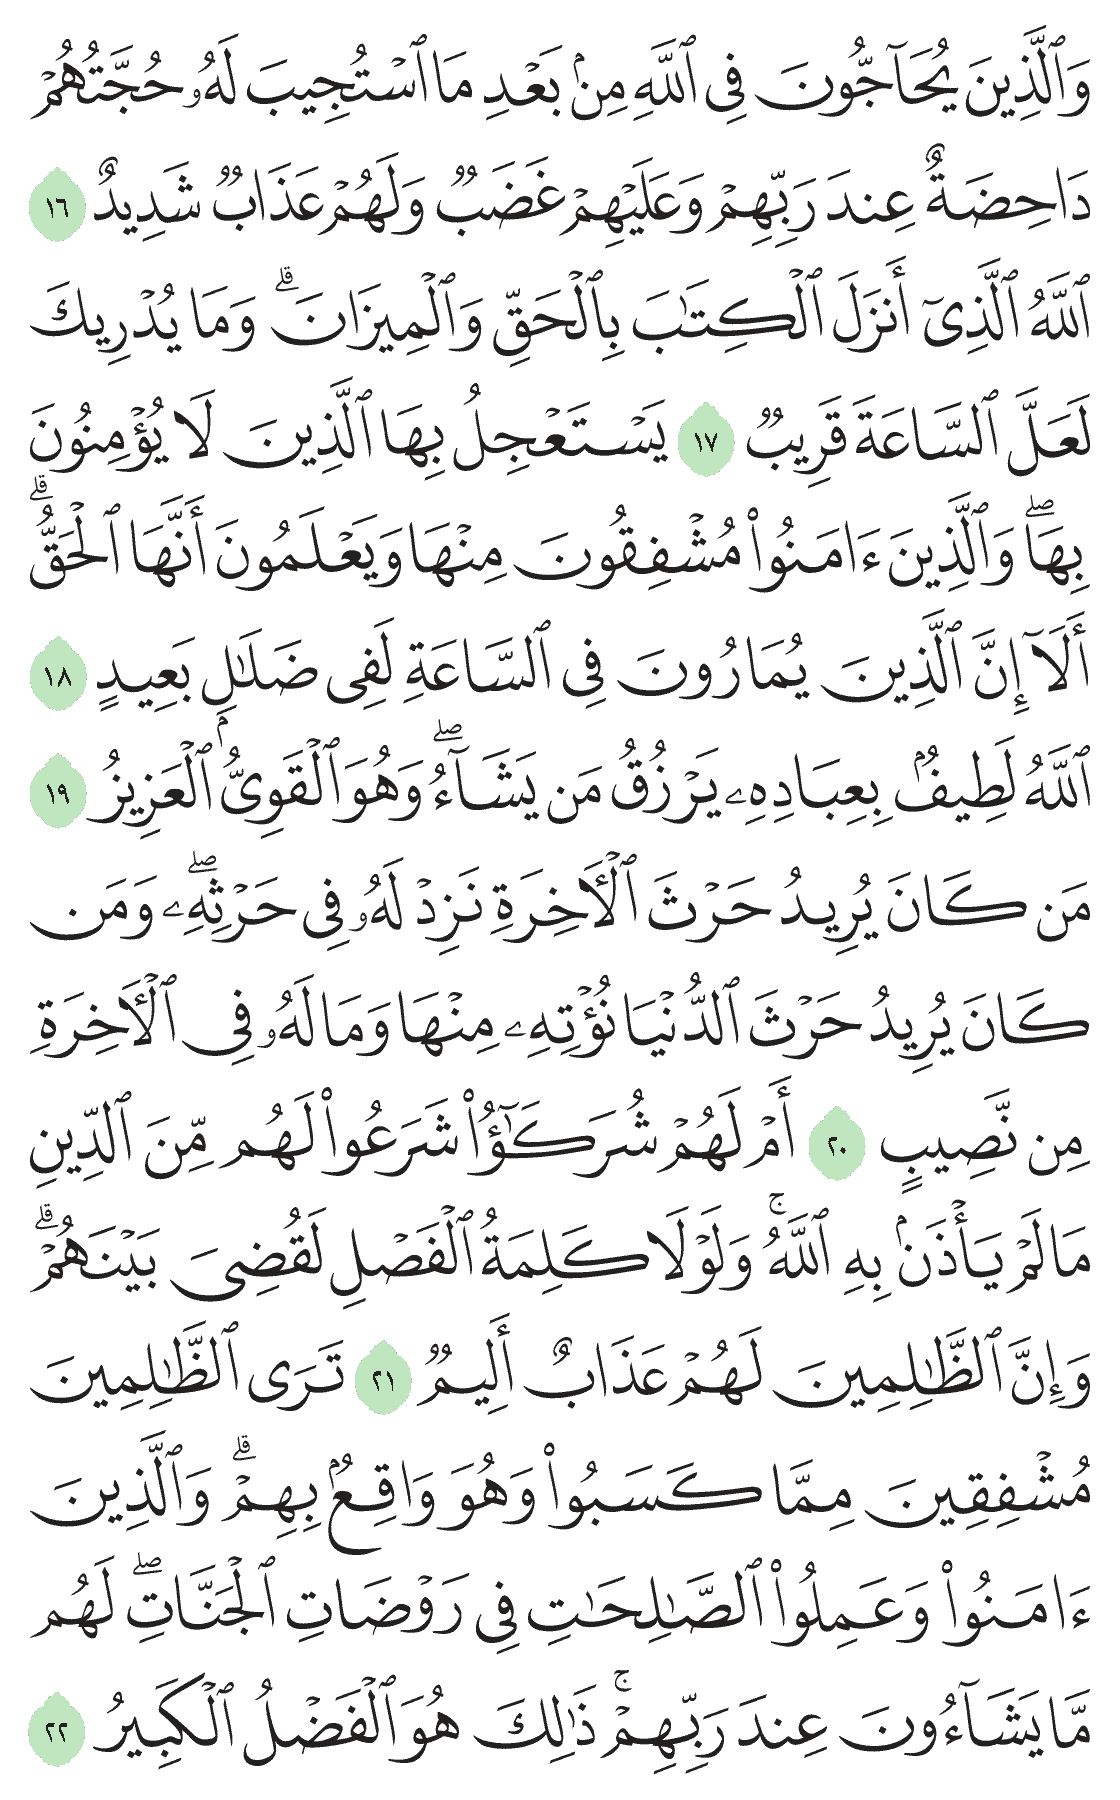 وَٱلَّذِينَ يُحَآجُّونَ فِى ٱللَّهِ مِنۢ بَعْدِ مَا ٱسْتُجِيبَ لَهُۥ حُجَّتُهُمْ
دَاحِضَةٌ عِندَ رَبِّهِمْ وَعَلَيْهِمْ غَضَبٌ وَلَهُمْ عَذَابٌ شَدِيدٌ ١٦
ٱللَّهُ ٱلَّذِىٓ أَنزَلَ ٱلْكِتَٰبَ بِٱلْحَقِّ وَٱلْمِيزَانَ ۗ وَمَا يُدْرِيكَ
لَعَلَّ ٱلسَّاعَةَ قَرِيبٌ ١٧ يَسْتَعْجِلُ بِهَا ٱلَّذِينَ لَا يُؤْمِنُونَ
بِهَا ۖ وَٱلَّذِينَ ءَامَنُوا۟ مُشْفِقُونَ مِنْهَا وَيَعْلَمُونَ أَنَّهَا ٱلْحَقُّ ۗ
أَلَآ إِنَّ ٱلَّذِينَ يُمَارُونَ فِى ٱلسَّاعَةِ لَفِى ضَلَٰلٍۭ بَعِيدٍ ١٨
ٱللَّهُ لَطِيفٌۢ بِعِبَادِهِۦ يَرْزُقُ مَن يَشَآءُ ۖ وَهُوَ ٱلْقَوِىُّ ٱلْعَزِيزُ ١٩
مَن كَانَ يُرِيدُ حَرْثَ ٱلْـَٔاخِرَةِ نَزِدْ لَهُۥ فِى حَرْثِهِۦ ۖ وَمَن
كَانَ يُرِيدُ حَرْثَ ٱلدُّنْيَا نُؤْتِهِۦ مِنْهَا وَمَا لَهُۥ فِى ٱلْـَٔاخِرَةِ
مِن نَّصِيبٍ ٢٠ أَمْ لَهُمْ شُرَكَٰٓؤُا۟ شَرَعُوا۟ لَهُم مِّنَ ٱلدِّينِ
مَا لَمْ يَأْذَنۢ بِهِ ٱللَّهُ ۚ وَلَوْلَا كَلِمَةُ ٱلْفَصْلِ لَقُضِىَ بَيْنَهُمْ ۗ
وَإِنَّ ٱلظَّٰلِمِينَ لَهُمْ عَذَابٌ أَلِيمٌ ٢١ تَرَى ٱلظَّٰلِمِينَ
مُشْفِقِينَ مِمَّا كَسَبُوا۟ وَهُوَ وَاقِعٌۢ بِهِمْ ۗ وَٱلَّذِينَ
ءَامَنُوا۟ وَعَمِلُوا۟ ٱلصَّٰلِحَٰتِ فِى رَوْضَاتِ ٱلْجَنَّاتِ ۖ لَهُم
مَّا يَشَآءُونَ عِندَ رَبِّهِمْ ۚ ذَٰلِكَ هُوَ ٱلْفَضْلُ ٱلْكَبِيرُ ٢٢